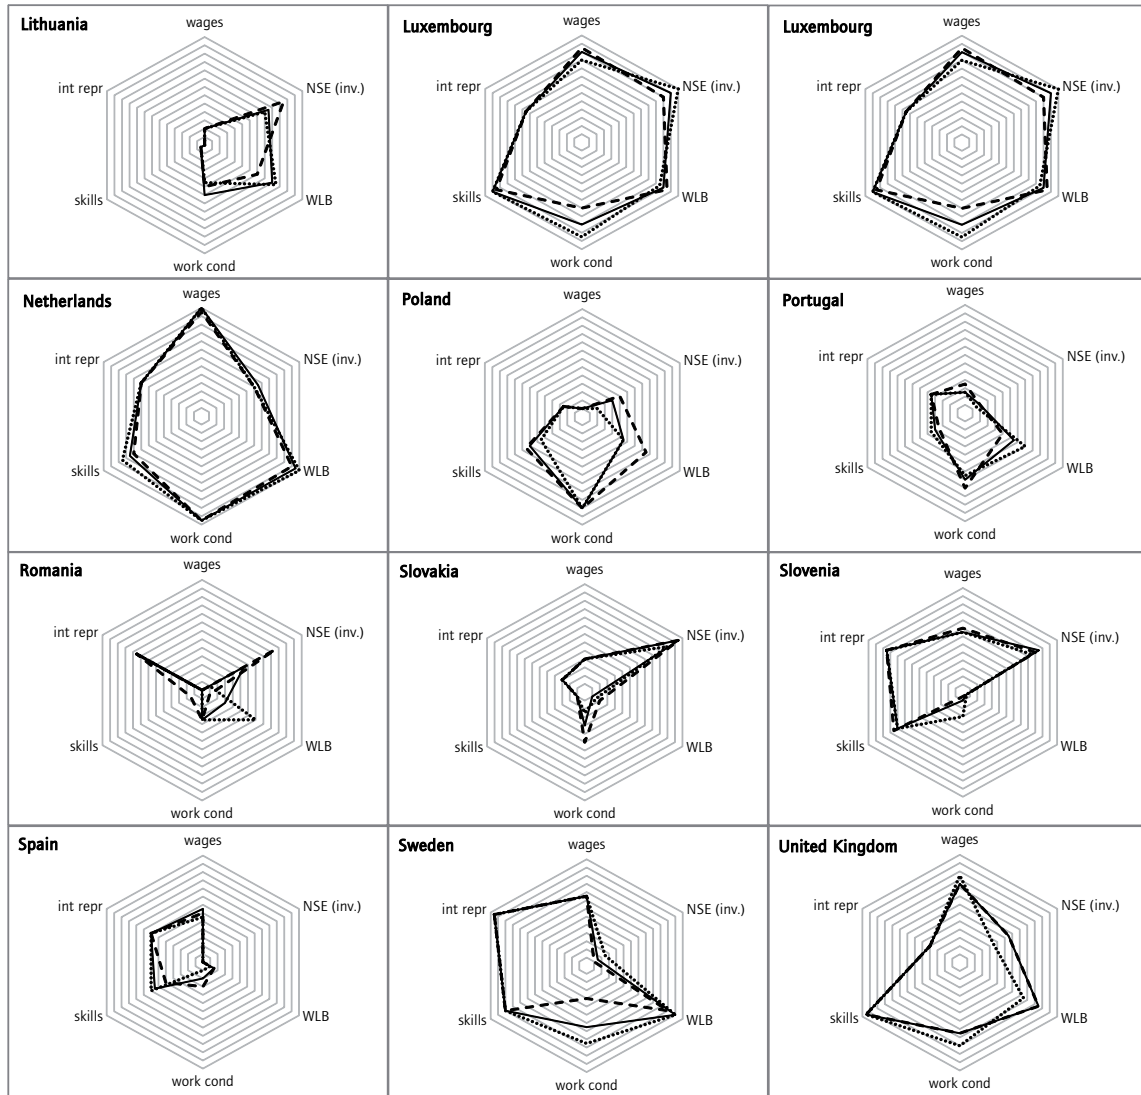 Lithuania
wages
int repr
NSE (inv.)
skills
WLB
work cond
Luxembourg
wages
int repr
NSE (inv.)
skills
WLB
work cond
Luxembourg
wages
int repr
NSE (inv.)
skills
WLB
work cond
Netherlands
wages
int repr
NSE (inv.)
skills
WLB
work cond
Poland
wages
int repr
NSE (inv.)
skills
WLB
work cond
Portugal
wages
int repr
NSE (inv.)
skills
WLB
work cond
Romania
wages
int repr
NSE (inv.)
skills
WLB
work cond
Slovakia
wages
int repr
NSE (inv.)
skills
WLB
work cond
Slovenia
wages
int repr
NSE (inv.)
skills
WLB
work cond
Spain
wages
int repr
NSE (inv.)
skills
WLB
work cond
Sweden
wages
int repr
NSE (inv.)
skills
WLB
work cond
United Kingdom
wages
int repr
NSE (inv.)
skills
WLB
work cond